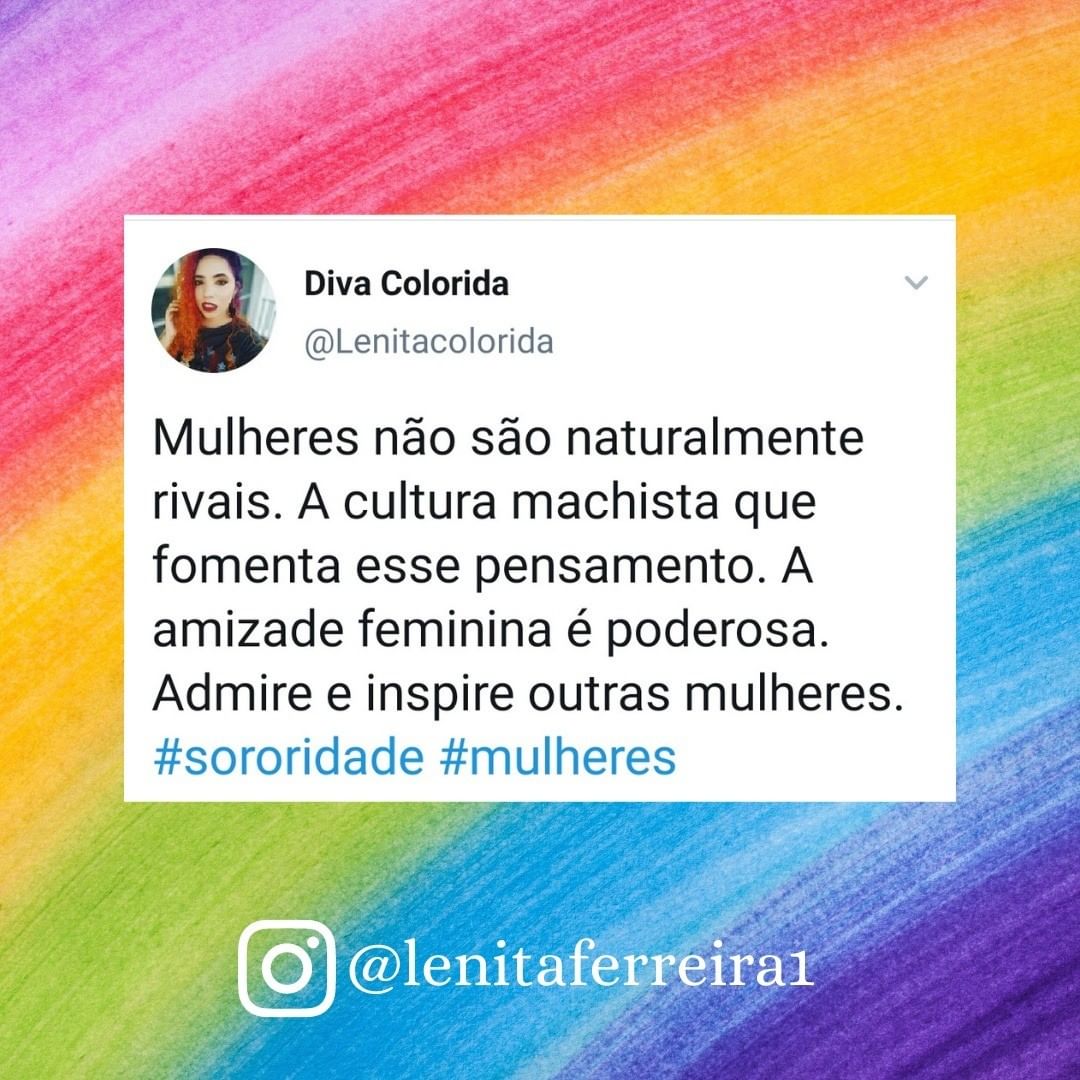 Diva Colorida
@Lenitacolorida
Mulheres não são naturalmente
rivais. A cultura machista que
fomenta esse pensamento. A
amizade feminina é poderosa.
Admire e inspire outras mulheres.
#sororidade #mulheres
@lenitaferreira1